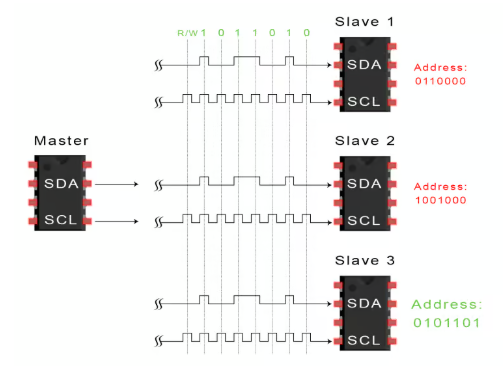 Slave 1
R/W 1 0 1 1 0 1 0
SDA
SCL
Address:
0110000
Master
SDA
SCL
Slave 2
SDA
SCL
Address:
1001000
Slave 3
SDA
SCL
Address:
0101101